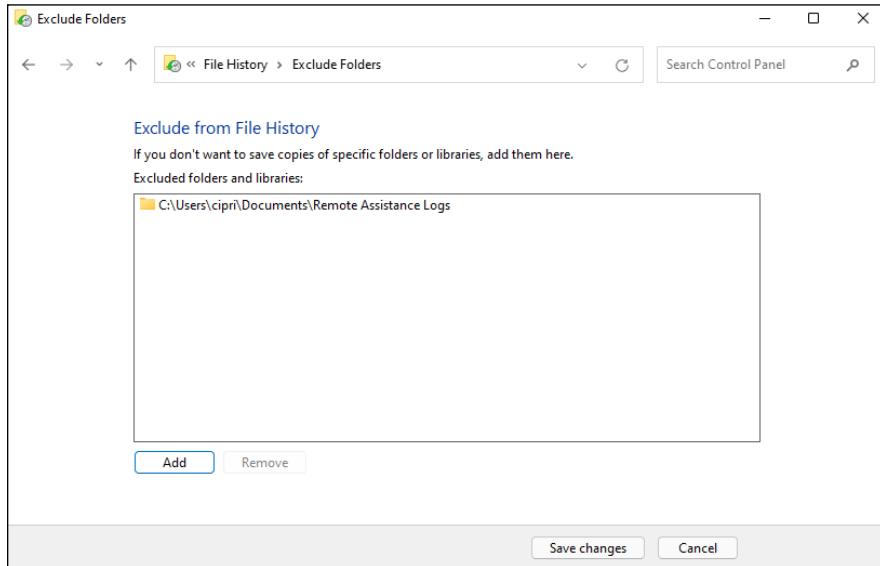 Exclude Folders
« File History > Exclude Folders
Search Control Panel
Exclude from File History
If you don't want to save copies of specific folders or libraries, add them here.
Excluded folders and libraries:
C:\Users\cipri\Documents\Remote Assistance Logs
Add
Remove
Save changes
Cancel